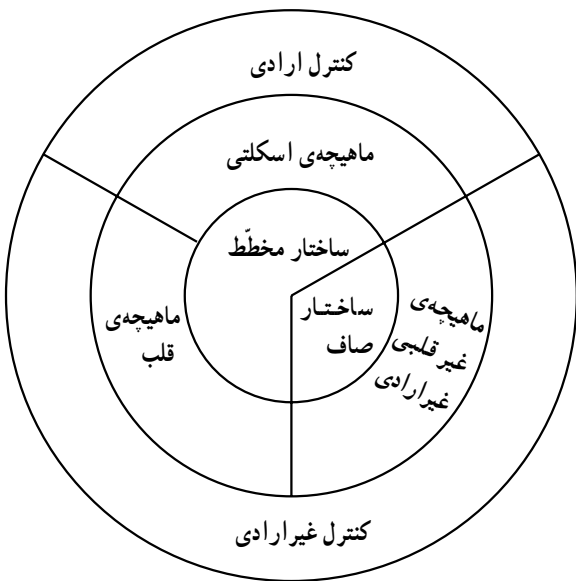 کنترل ارادی
ماهیچه‌ی اسکلتی
ساختار مخطّط
ساختار
صاف
ماهیچه‌ی
غیر قلبی
غیرارادی
ماهیچه‌ی
قلب
کنترل غیرارادی